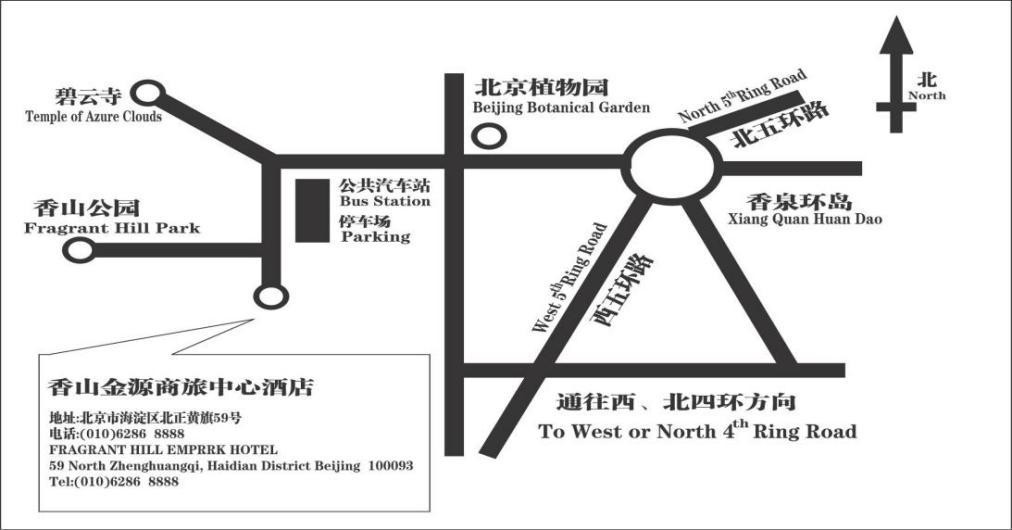 碧云寺
Temple of Azure Clouds
北京植物园
Beijing Botanical Garden
North 5th Ring Road
北五环路
北
North
香山公园
Fragrant Hill Park
公共汽车站
Bus Station
停车场
Parking
香泉环岛
Xiang Quan Huan Dao
West 5th Ring Road
西五环路
通往西、北四环方向
To West or North 4th Ring Road
香山金源商旅中心酒店
地址:北京市海淀区北正黄旗59号
电话:(010)6286 8888
FRAGRANT HILL EMPRRK HOTEL
59 North Zhenghuangqi, Haidian District Beijing 100093
Tel:(010)6286 8888